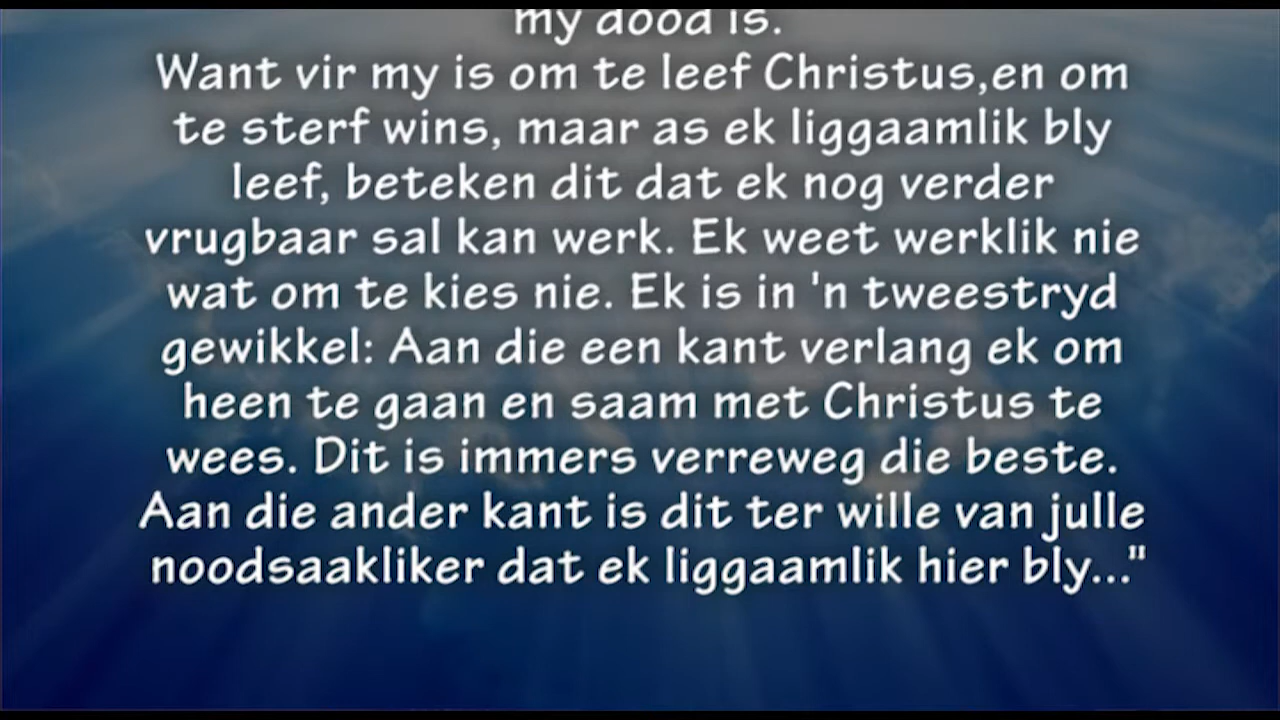 my dood is.
Want vir my is om te leef Christus,en om
te sterf wins, maar as ek liggaamlik bly
leef, beteken dit dat ek nog verder
vrugbaar sal kan werk. Ek weet werklik nie
wat om te kies nie. Ek is in 'n tweestryd
gewikkel: Aan die een kant verlang ek om
heen te gaan en saam met Christus te
wees. Dit is immers verreweg die beste.
Aan die ander kant is dit ter wille van julle
noodsaakliker dat ek liggaamlik hier bly..."